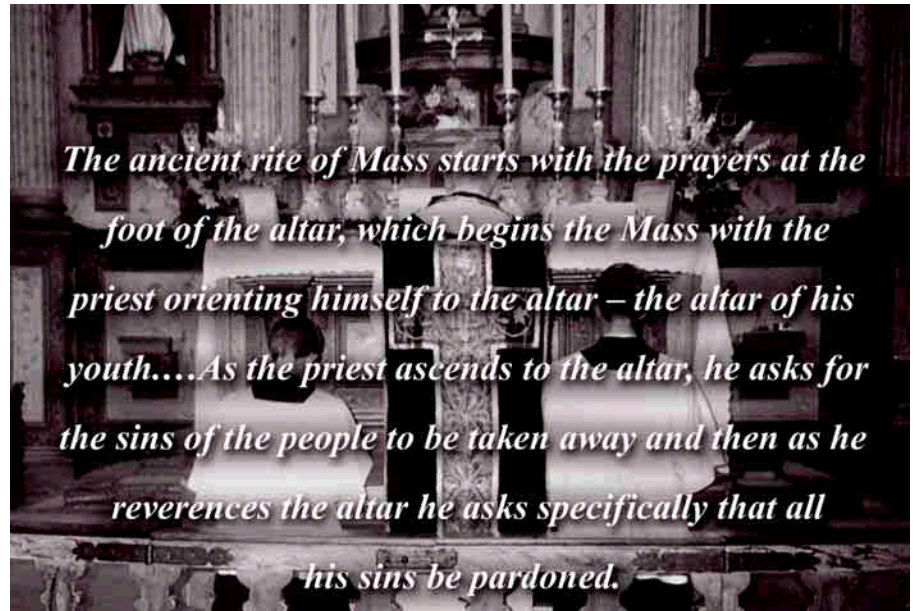 The ancient rite of Mass starts with the prayers at the
foot of the altar, which begins the Mass with the
priest orienting himself to the altar – the altar of his
youth....As the priest ascends to the altar, he asks for
the sins of the people to be taken away and then as he
reverences the altar he asks specifically that all
his sins be pardoned.